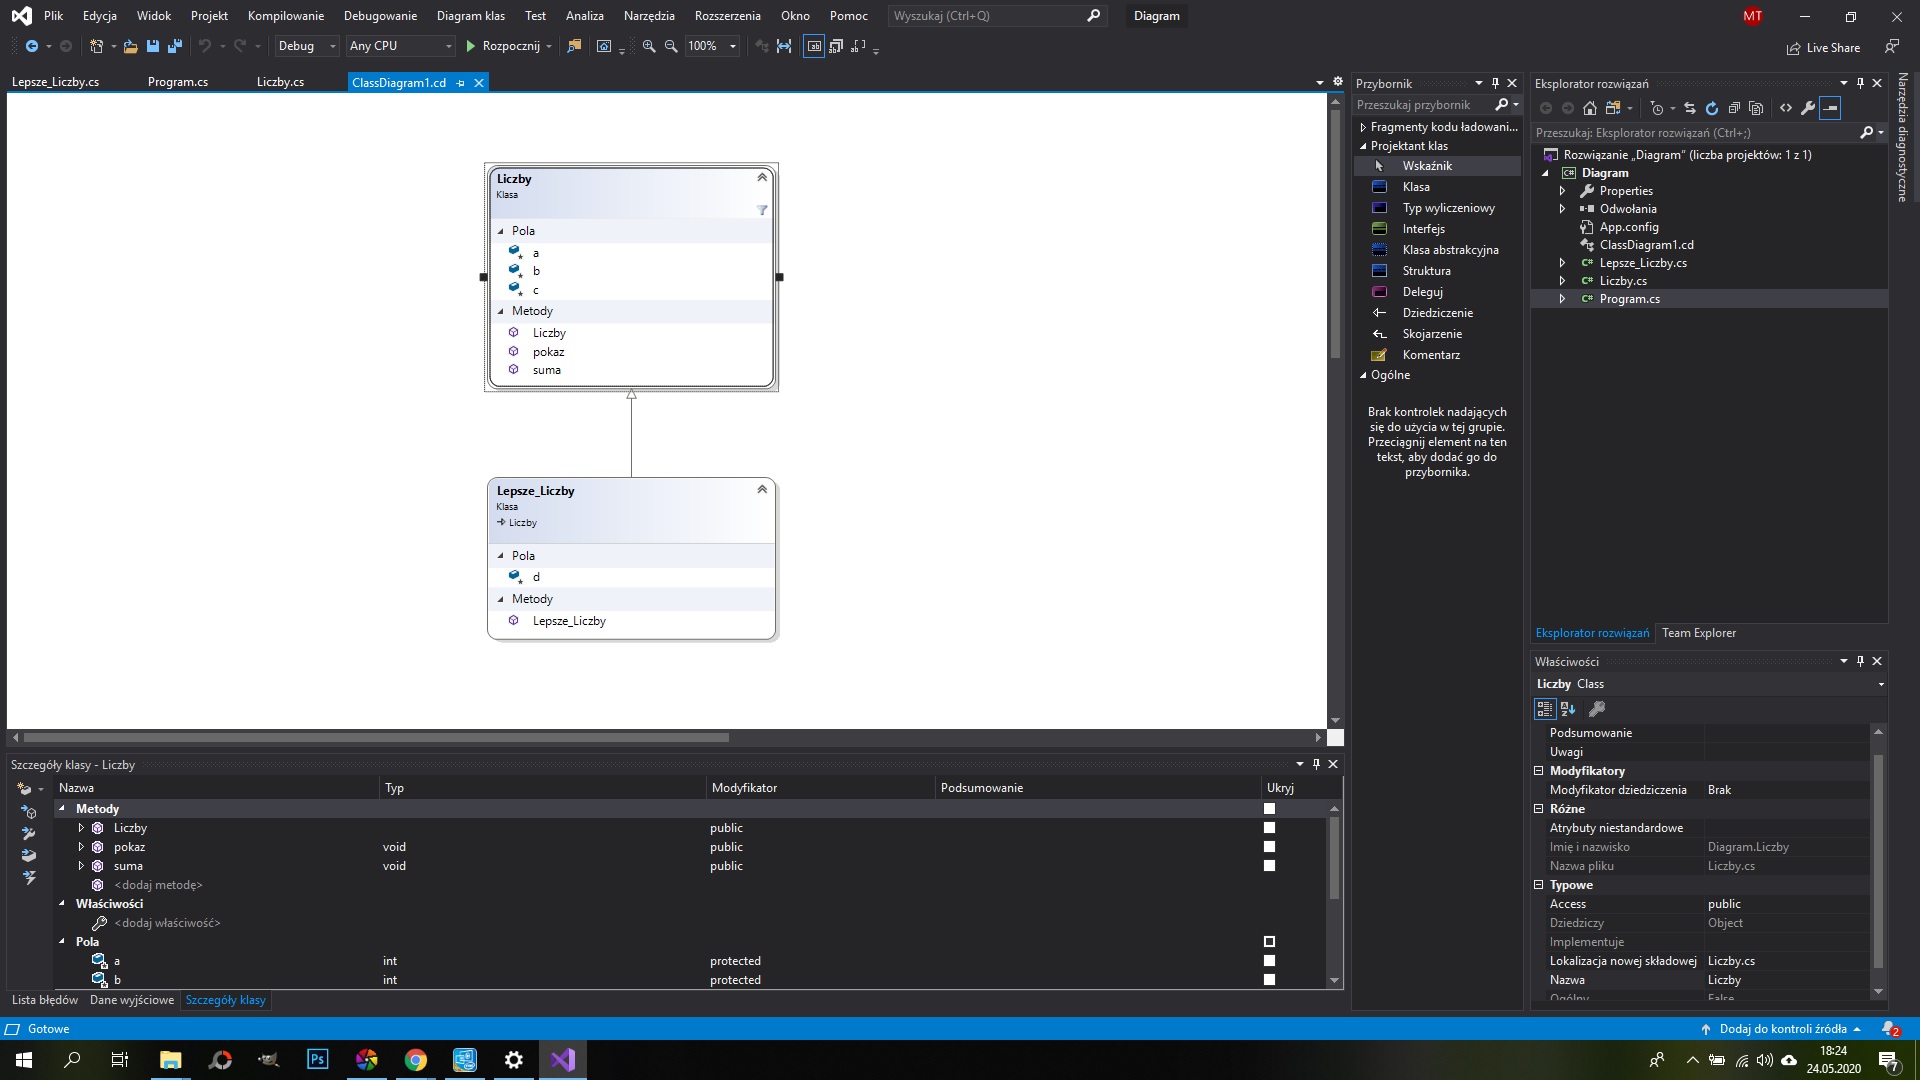 Plik Edycja Widok Projekt Kompilowanie Debugowanie Diagram klas Test Analiza Narzędzia Rozszerzenia Okno Pomoc Wyszukaj (Ctrl+Q) Diagram MT
Debug Any CPU Rozpocznij 100% Live Share
Lepsze_Liczby.cs Program.cs Liczby.cs ClassDiagram1.cd
Liczby
Klasa
Pola
a
b
c
Metody
Liczby
pokaz
suma
Lepsze_Liczby
Klasa
Liczby
Pola
d
Metody
Lepsze_Liczby
Szczegóły klasy - Liczby
Nazwa Typ Modyfikator Podsumowanie Ukryj
Metody
Liczby public
pokaz void public
suma void public
<dodaj metodę>
Właściwości
<dodaj właściwość>
Pola
a int protected
b int protected
Lista błędów Dane wyjściowe Szczegóły klasy
Przybornik
Przeszukaj przybornik
Fragmenty kodu ładowani...
Projektant klas
Wskaźnik
Klasa
Typ wyliczeniowy
Interfejs
Klasa abstrakcyjna
Struktura
Deleguj
Dziedziczenie
Skojarzenie
Komentarz
Ogólne
Brak kontrolek nadających
się do użycia w tej grupie.
Przeciągnij element na ten
tekst, aby dodać go do
przybornika.
Eksplorator rozwiązań
Przeszukaj: Eksplorator rozwiązań (Ctrl+;)
Rozwiązanie „Diagram” (liczba projektów: 1 z 1)
C# Diagram
Properties
Odwołania
App.config
ClassDiagram1.cd
C# Lepsze_Liczby.cs
C# Liczby.cs
C# Program.cs
Eksplorator rozwiązań Team Explorer
Właściwości
Liczby Class
Podsumowanie
Uwagi
Modyfikatory
Modyfikator dziedziczenia Brak
Różne
Atrybuty niestandardowe
Imię i nazwisko Diagram.Liczby
Nazwa pliku Liczby.cs
Typowe
Access public
Dziedziczy Object
Implementuje
Lokalizacja nowej składowej Liczby.cs
Nazwa Liczby
Ogólny False
Narzędzia diagnostyczne
Gotowe Dodaj do kontroli źródła 2
Ps
18:24
24.05.2020
7